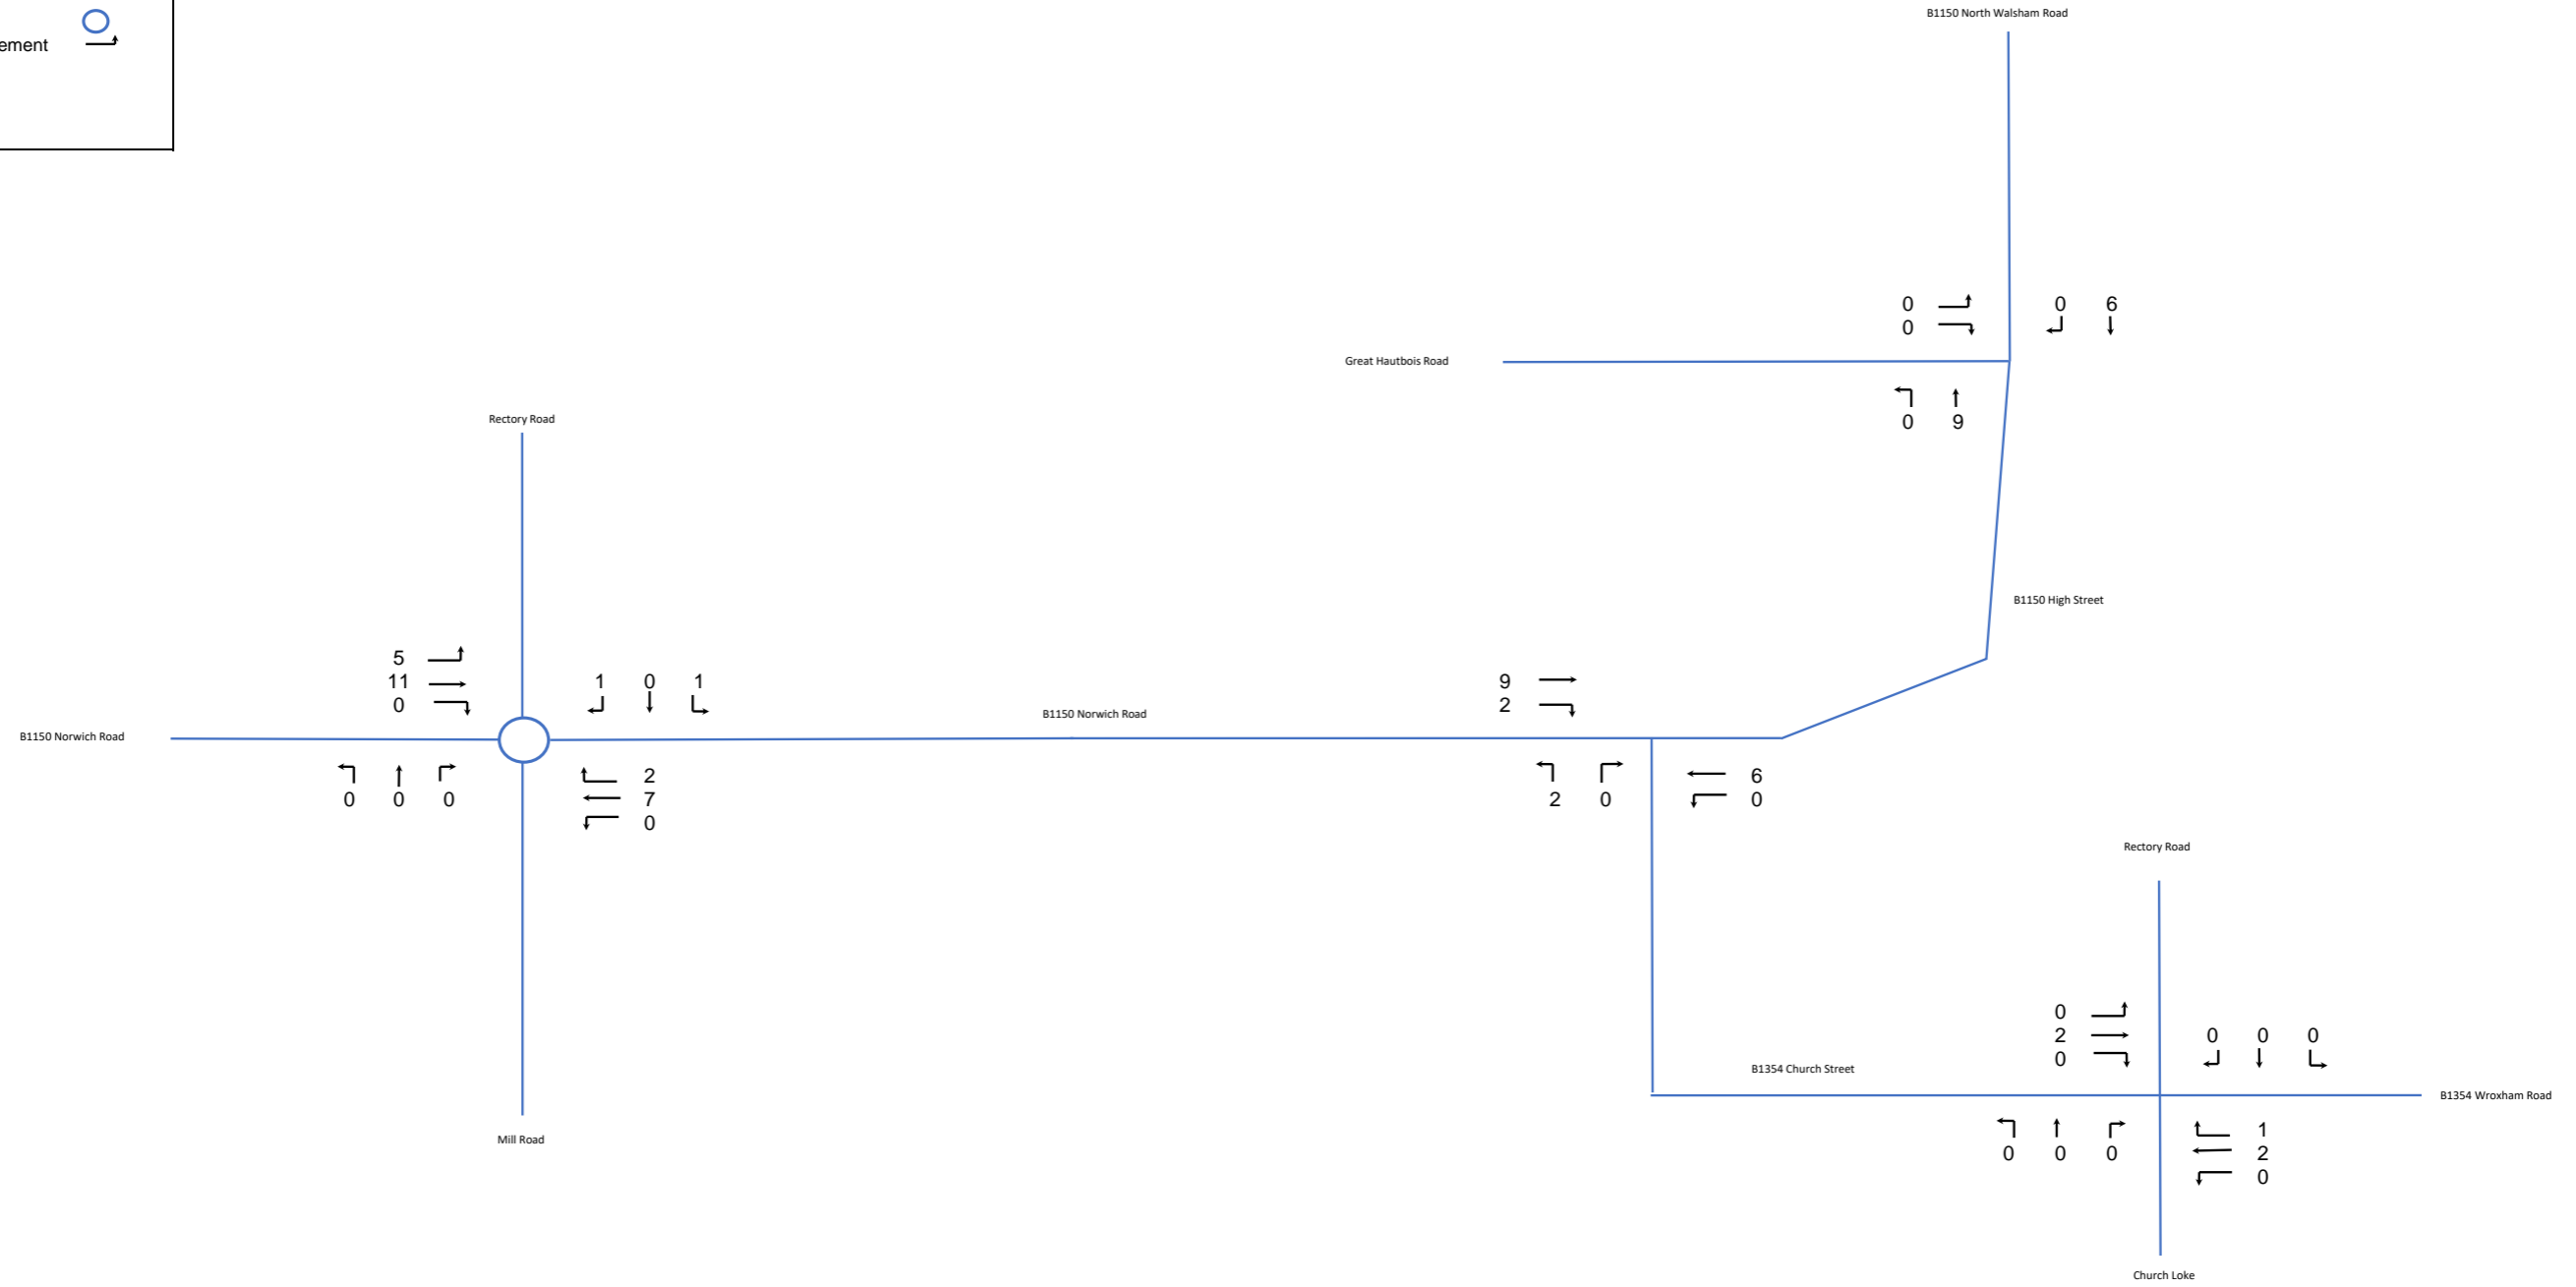 ement
B1150 North Walsham Road
0 0 6
0
Great Hautbois Road
0 9
Rectory Road
B1150 High Street
5
11 1 0 1
0
9
2
B1150 Norwich Road
B1150 Norwich Road
0 0 0
2
7
0
2 0
6
0
Rectory Road
0
2 0 0 0
0
B1354 Church Street
B1354 Wroxham Road
0 0 0
1
2
0
Mill Road
Church Loke